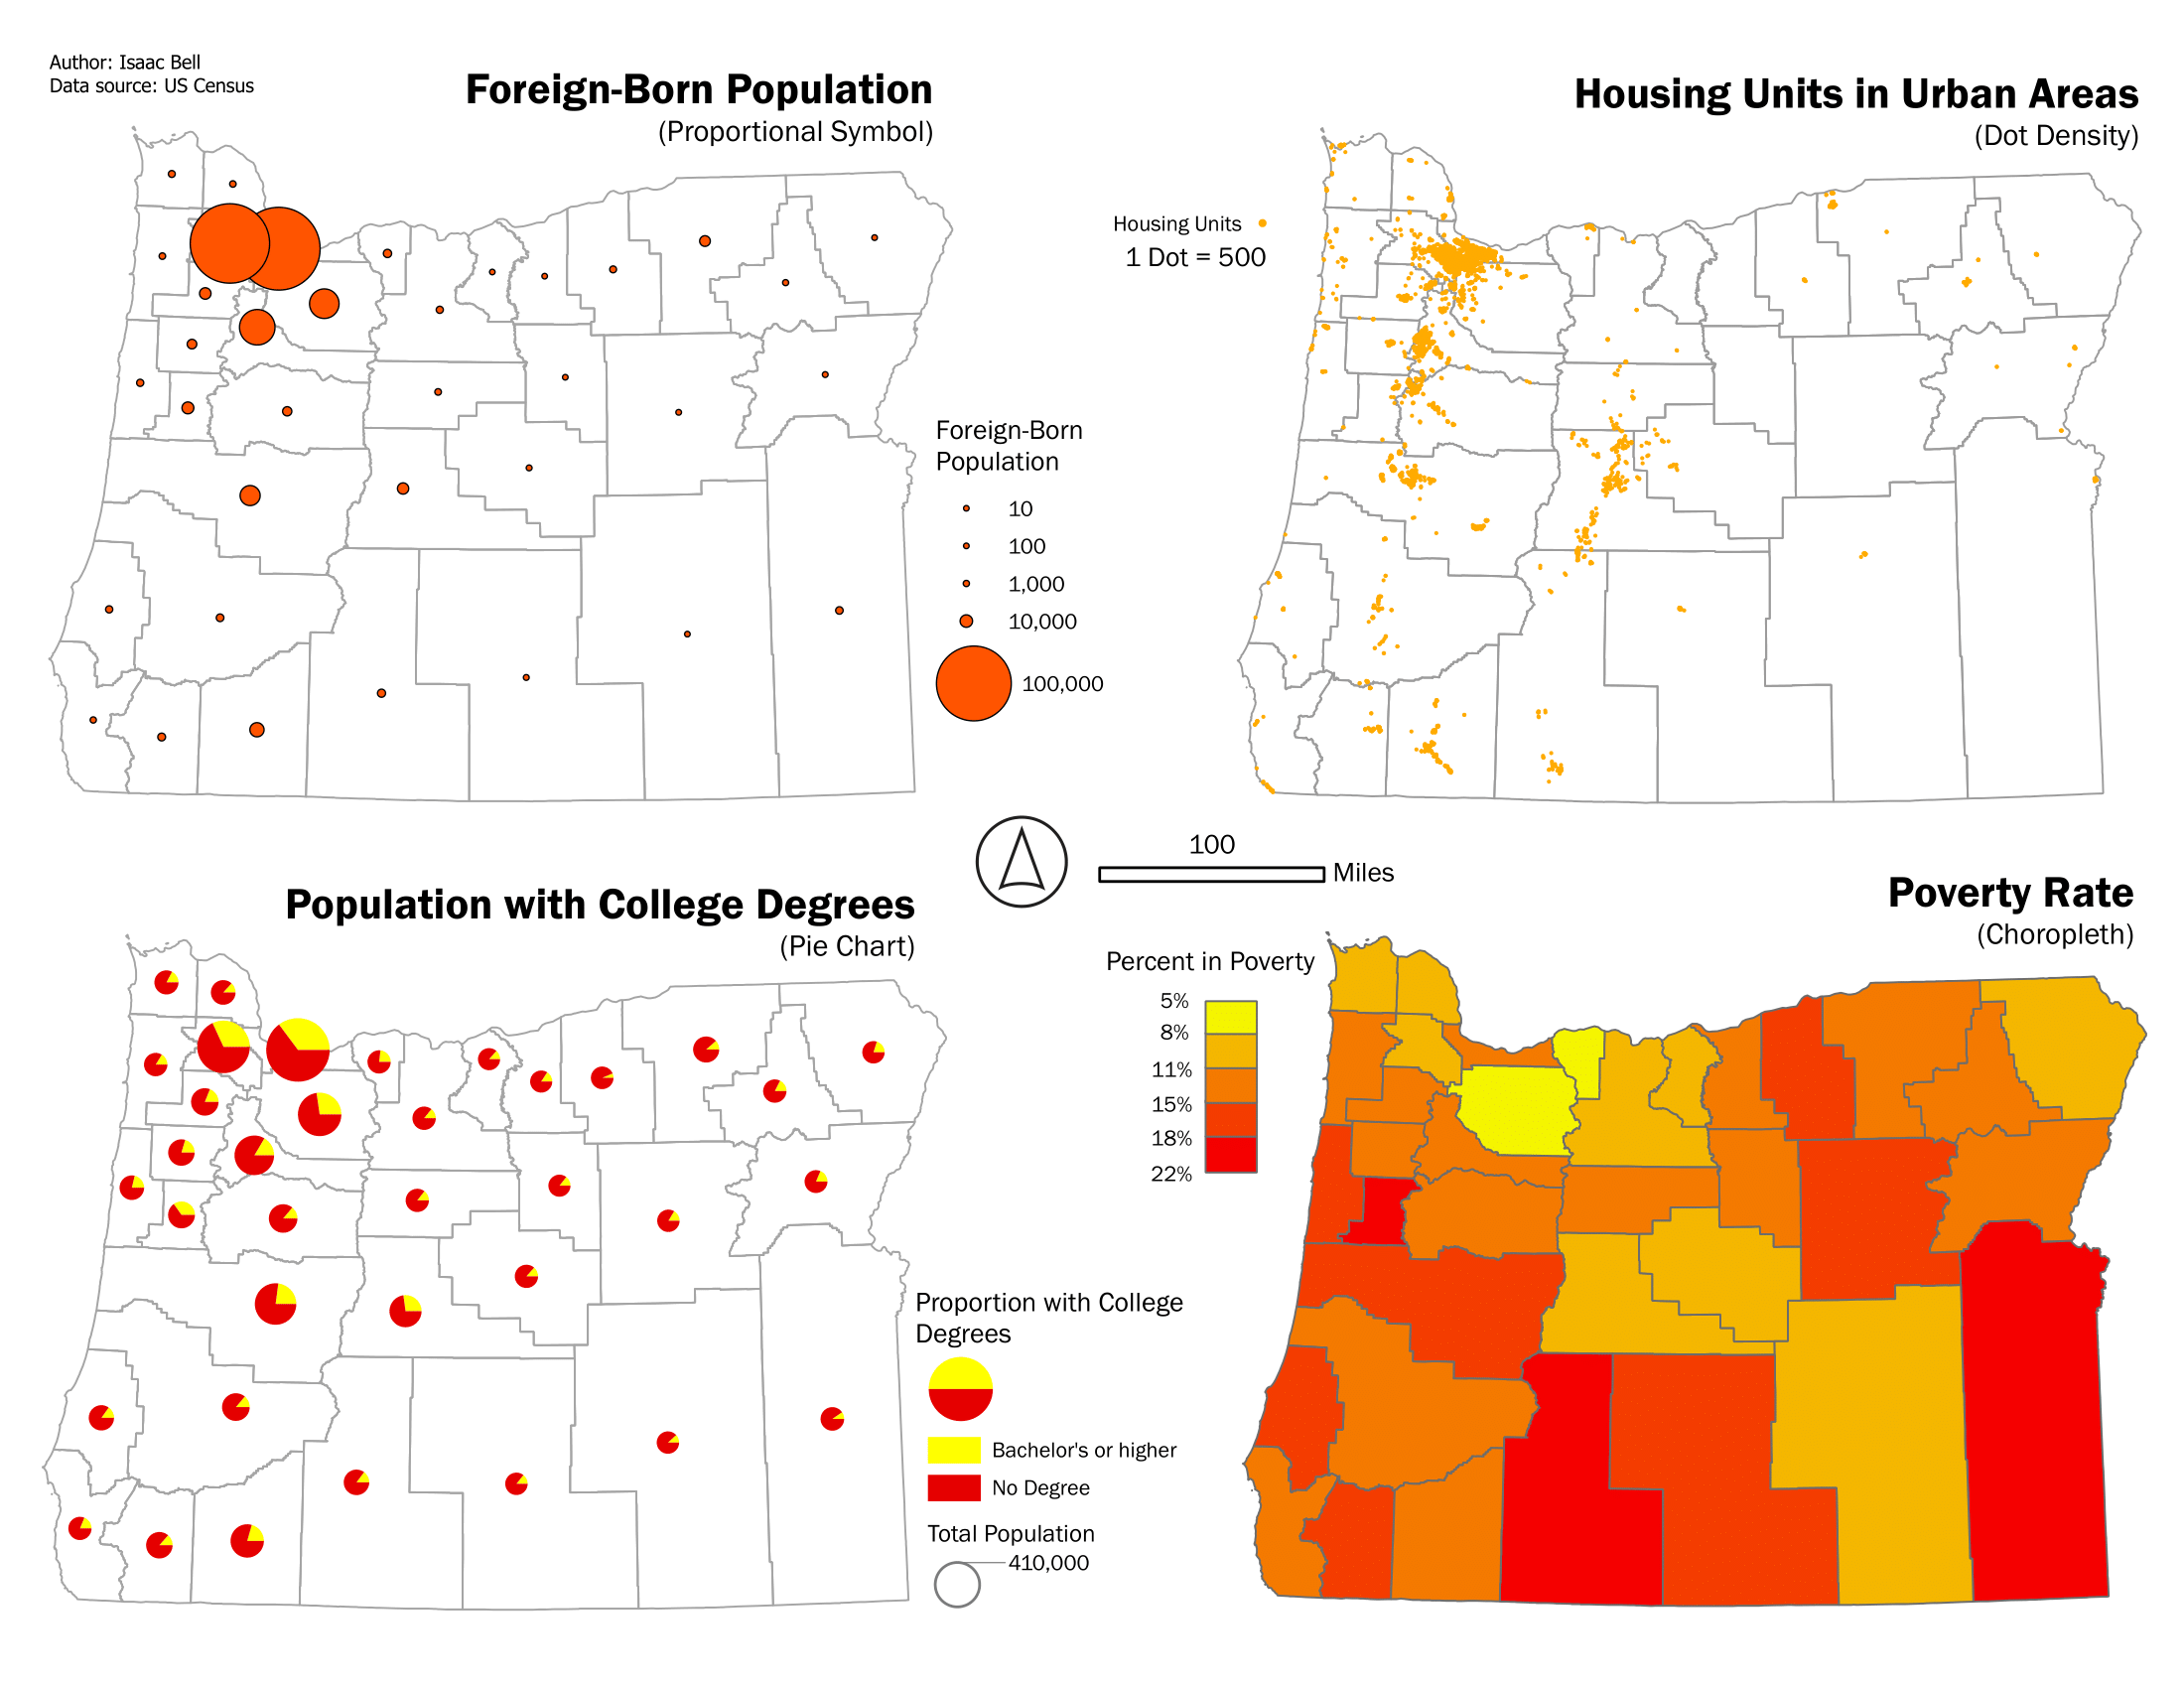 Author: Isaac Bell
Data source: US Census
Foreign-Born Population
(Proportional Symbol)
Foreign-Born
Population
10
100
1,000
10,000
100,000
Housing Units in Urban Areas
(Dot Density)
Housing Units
1 Dot = 500
100
Miles
Population with College Degrees
(Pie Chart)
Proportion with College
Degrees
Bachelor's or higher
No Degree
Total Population
410,000
Poverty Rate
(Choropleth)
Percent in Poverty
5%
8%
11%
15%
18%
22%